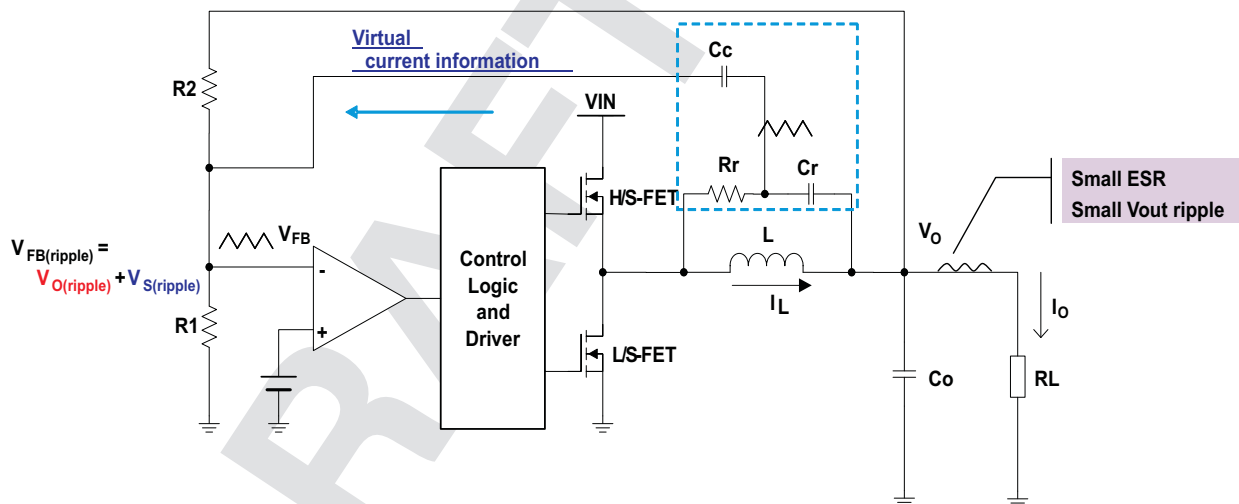 Virtual
current information
Cc
R2
VIN
Rr
Cr
H/S-FET
Small ESR
Small Vout ripple
VFB
VFB(ripple) =
VO(ripple) + VS(ripple)
-
+
Control
Logic
and
Driver
L
IL
VO
IO
R1
L/S-FET
Co
RL